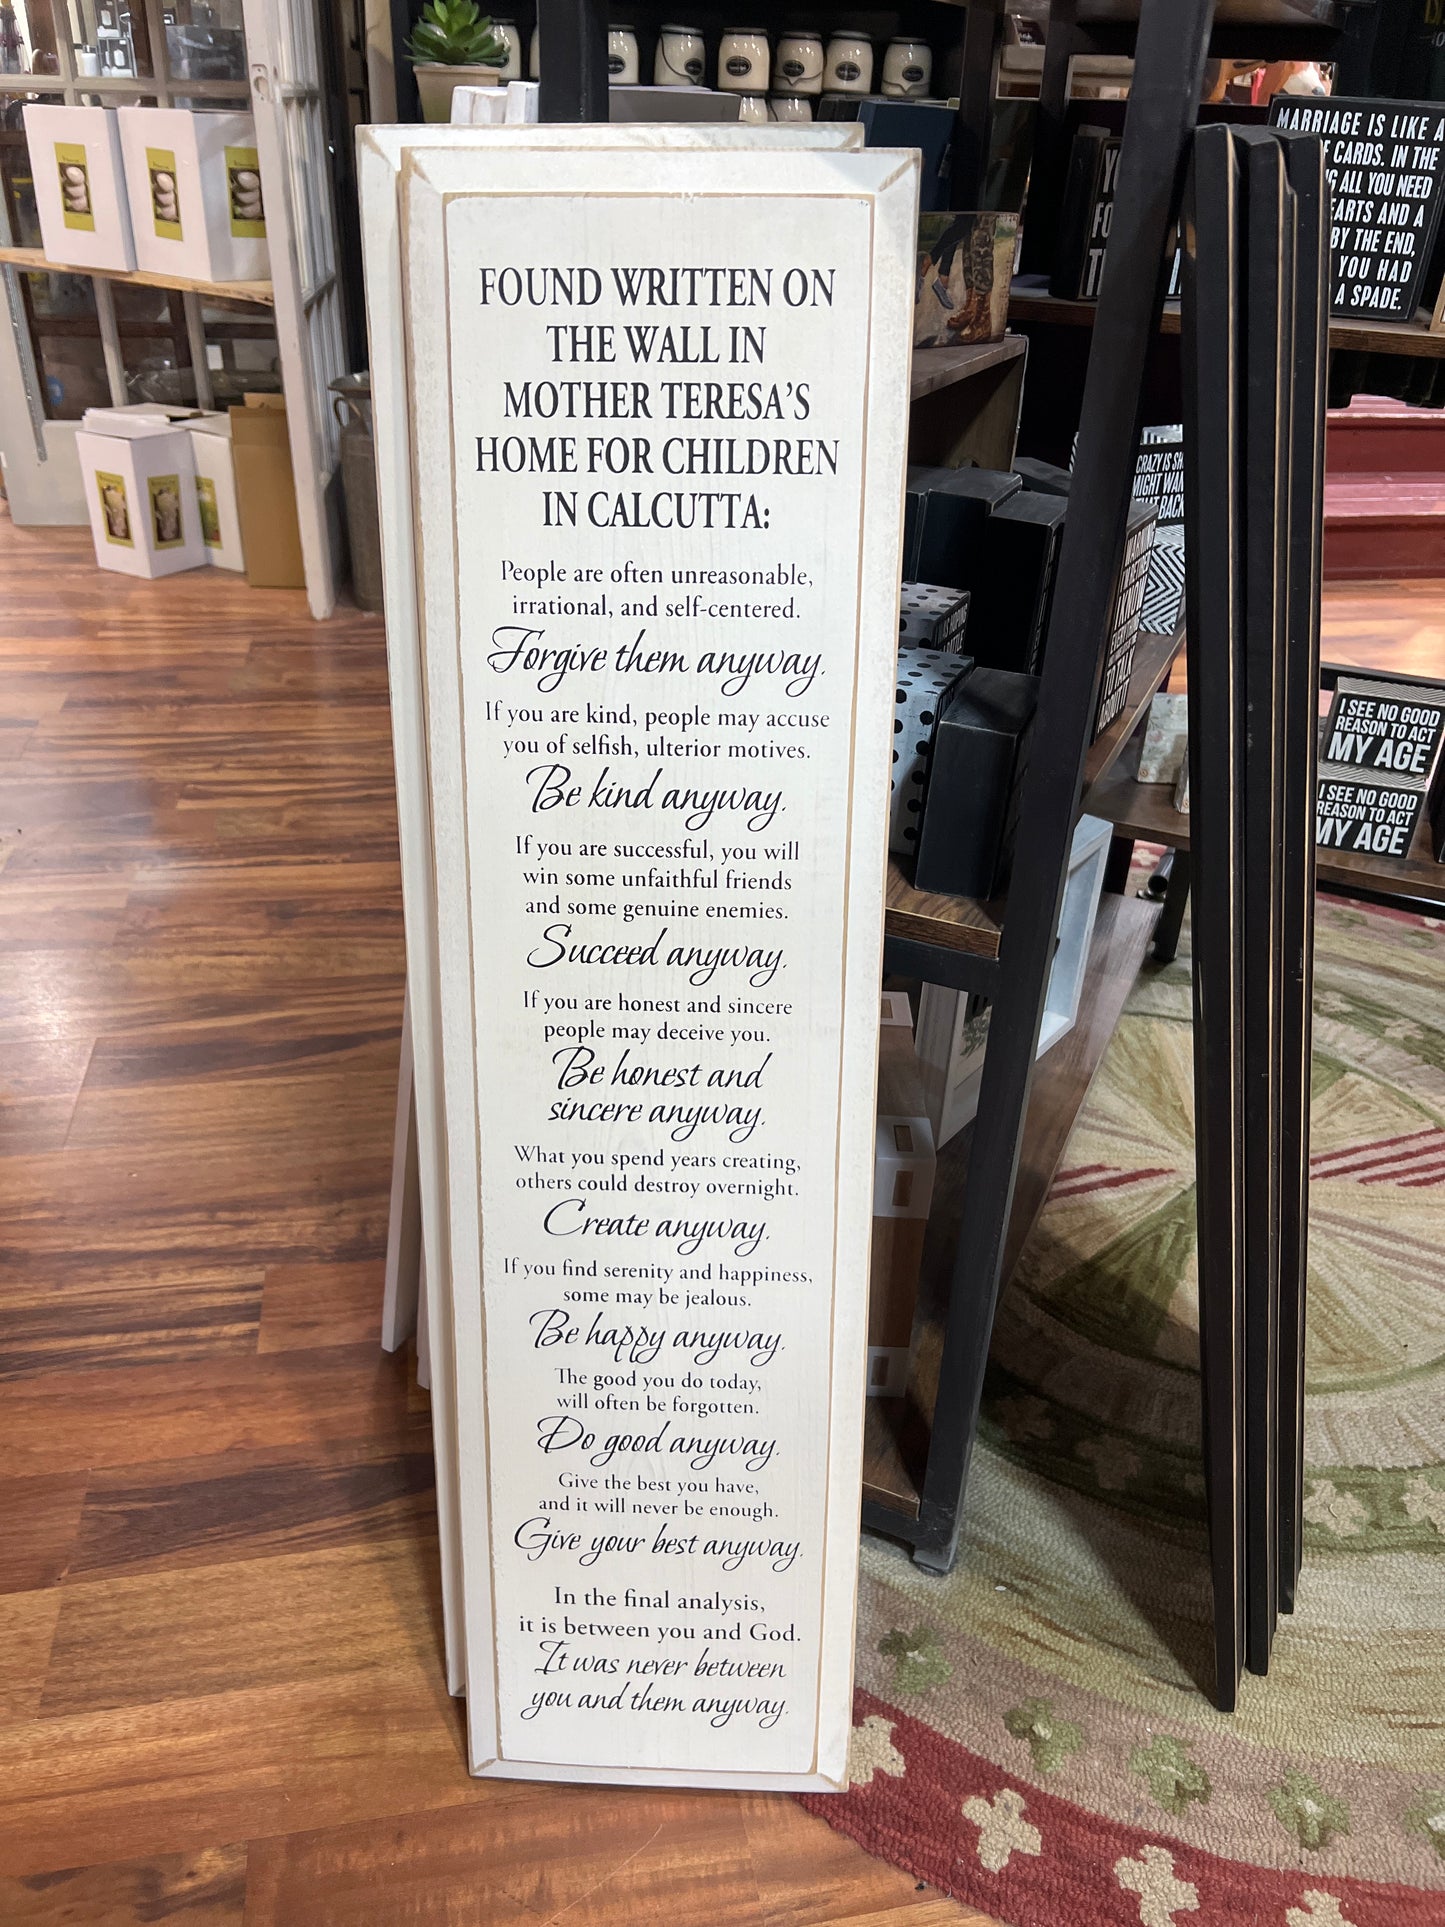 FOUND WRITTEN ON
THE WALL IN
MOTHER TERESA'S
HOME FOR CHILDREN
IN CALCUTTA:
People are often unreasonable,
irrational, and self-centered.
Forgive them anyway.
If you are kind, people may accuse
you of selfish, ulterior motives.
Be kind anyway.
If you are successful, you will
win some unfaithful friends
and some genuine enemies.
Succeed anyway.
If you are honest and sincere
people may deceive you.
Be honest and
sincere anyway.
What you spend years creating,
others could destroy overnight.
Create anyway.
If you find serenity and happiness,
some may be jealous.
Be happy anyway.
The good you do today,
will often be forgotten.
Do good anyway.
Give the best you have,
and it will never be enough.
Give your best anyway.
In the final analysis,
it is between you and God.
It was never between
you and them anyway.
MARRIAGE IS LIKE A
CARDS. IN THE
ALL YOU NEED
AND A
BY THE END,
YOU HAD
A SPADE.
CRAZY IS
MIGHT
WARNING
I KNOW
TO TALK
ABOUT
I SEE NO GOOD
REASON TO ACT
MY AGE
I SEE NO GOOD
REASON TO ACT
MY AGE